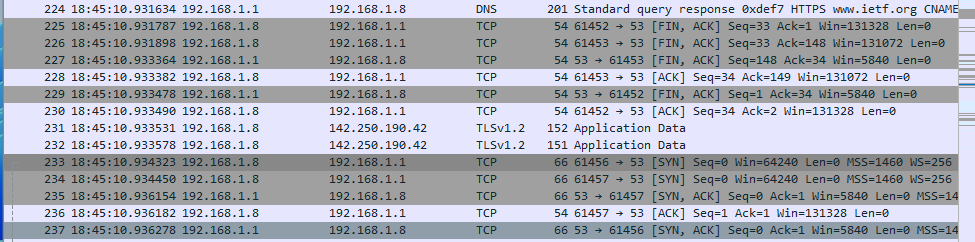 224 18:45:10.931634 192.168.1.1 192.168.1.8 DNS 201 Standard query response 0xdef7 HTTPS www.ietf.org CNAME
225 18:45:10.931787 192.168.1.8 192.168.1.1 TCP 54 61452 → 53 [FIN, ACK] Seq=33 Ack=1 Win=131328 Len=0
226 18:45:10.931898 192.168.1.8 192.168.1.1 TCP 54 61453 → 53 [FIN, ACK] Seq=33 Ack=148 Win=131072 Len=0
227 18:45:10.933364 192.168.1.1 192.168.1.8 TCP 54 53 → 61453 [FIN, ACK] Seq=148 Ack=34 Win=5840 Len=0
228 18:45:10.933382 192.168.1.8 192.168.1.1 TCP 54 61453 → 53 [ACK] Seq=34 Ack=149 Win=131072 Len=0
229 18:45:10.933478 192.168.1.1 192.168.1.8 TCP 54 53 → 61452 [FIN, ACK] Seq=1 Ack=34 Win=5840 Len=0
230 18:45:10.933490 192.168.1.8 192.168.1.1 TCP 54 61452 → 53 [ACK] Seq=34 Ack=2 Win=131328 Len=0
231 18:45:10.933531 192.168.1.8 142.250.190.42 TLSv1.2 152 Application Data
232 18:45:10.933578 192.168.1.8 142.250.190.42 TLSv1.2 151 Application Data
233 18:45:10.934323 192.168.1.8 192.168.1.1 TCP 66 61456 → 53 [SYN] Seq=0 Win=64240 Len=0 MSS=1460 WS=256
234 18:45:10.934450 192.168.1.8 192.168.1.1 TCP 66 61457 → 53 [SYN] Seq=0 Win=64240 Len=0 MSS=1460 WS=256
235 18:45:10.936154 192.168.1.1 192.168.1.8 TCP 66 53 → 61457 [SYN, ACK] Seq=0 Ack=1 Win=5840 Len=0 MSS=14
236 18:45:10.936182 192.168.1.8 192.168.1.1 TCP 54 61457 → 53 [ACK] Seq=1 Ack=1 Win=131328 Len=0
237 18:45:10.936278 192.168.1.1 192.168.1.8 TCP 66 53 → 61456 [SYN, ACK] Seq=0 Ack=1 Win=5840 Len=0 MSS=14